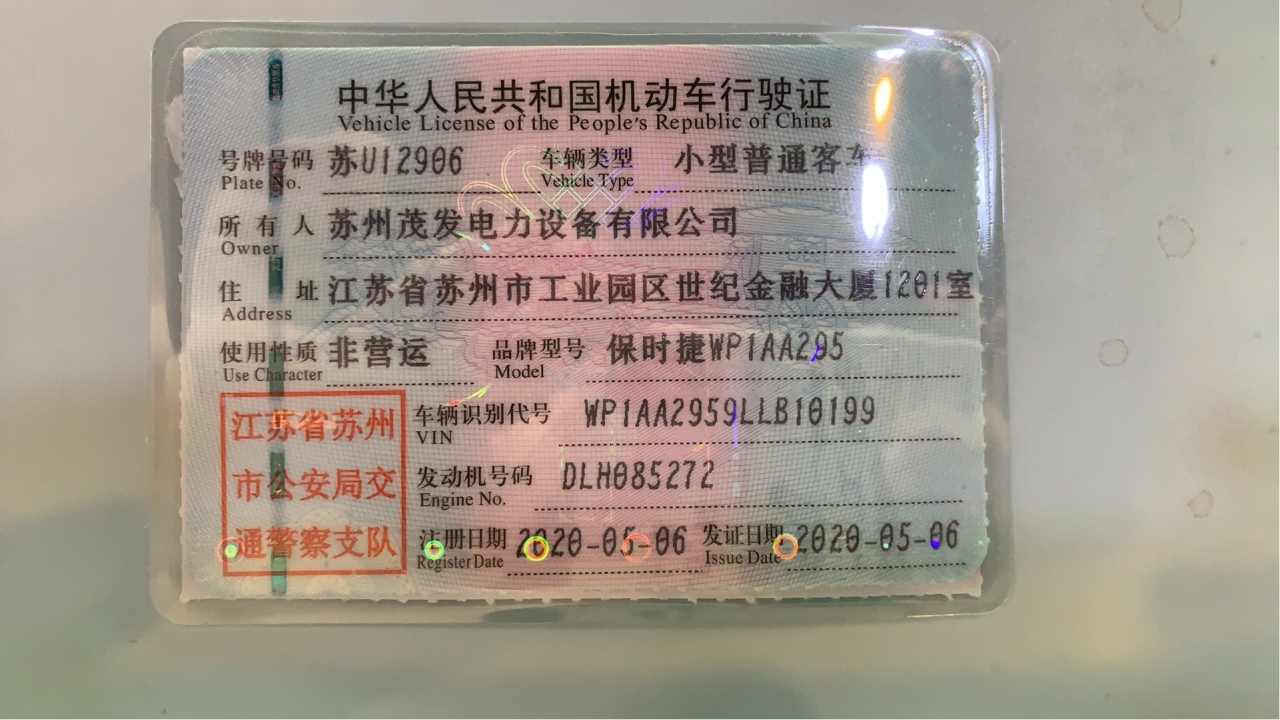 中华人民共和国机动车行驶证
Vehicle License of the People's Republic of China
号牌号码 苏U12906 车辆类型 小型普通客车
Plate No. Vehicle Type
所有人 苏州茂发电力设备有限公司
Owner
住址 江苏省苏州市工业园区世纪金融大厦1201室
Address
使用性质 非营运 品牌型号 保时捷WP1AA295
Use Character Model
江苏省苏州 车辆识别代号 WP1AA2959LLB10199
VIN
市公安局交 发动机号码 DLH085272
Engine No.
通警察支队 注册日期 2020-05-06 发证日期 2020-05-06
Register Date Issue Date